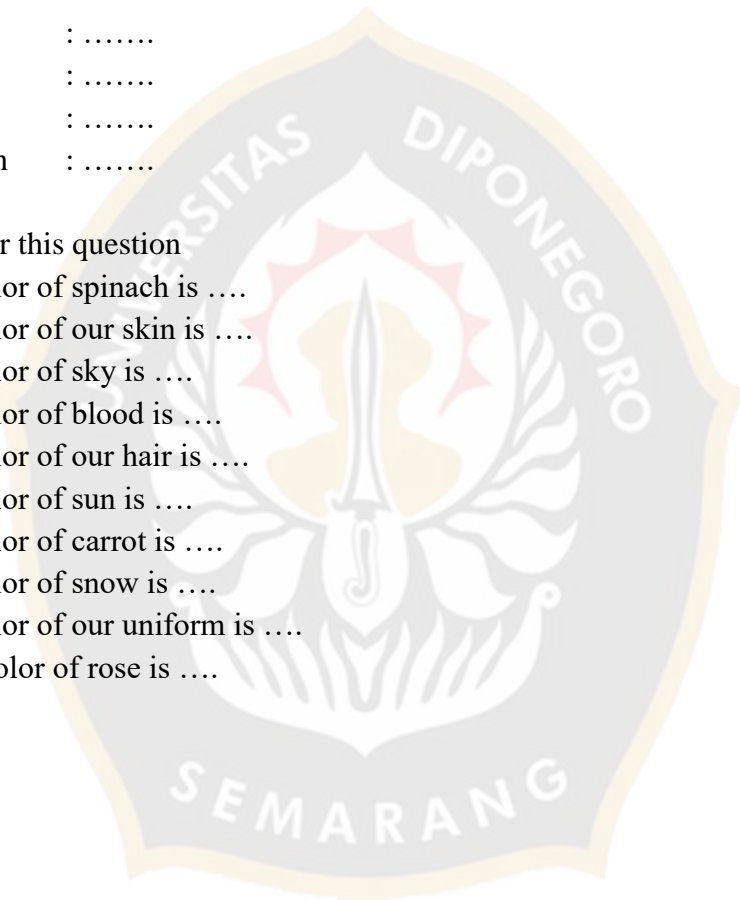 : …….
: …….
: …….
n : …….
r this question
lor of spinach is ….
lor of our skin is ….
lor of sky is ….
lor of blood is ….
lor of our hair is ….
lor of sun is ….
lor of carrot is ….
lor of snow is ….
lor of our uniform is ….
olor of rose is ….
UNIVERSITAS DIPONEGORO
SEMARANG